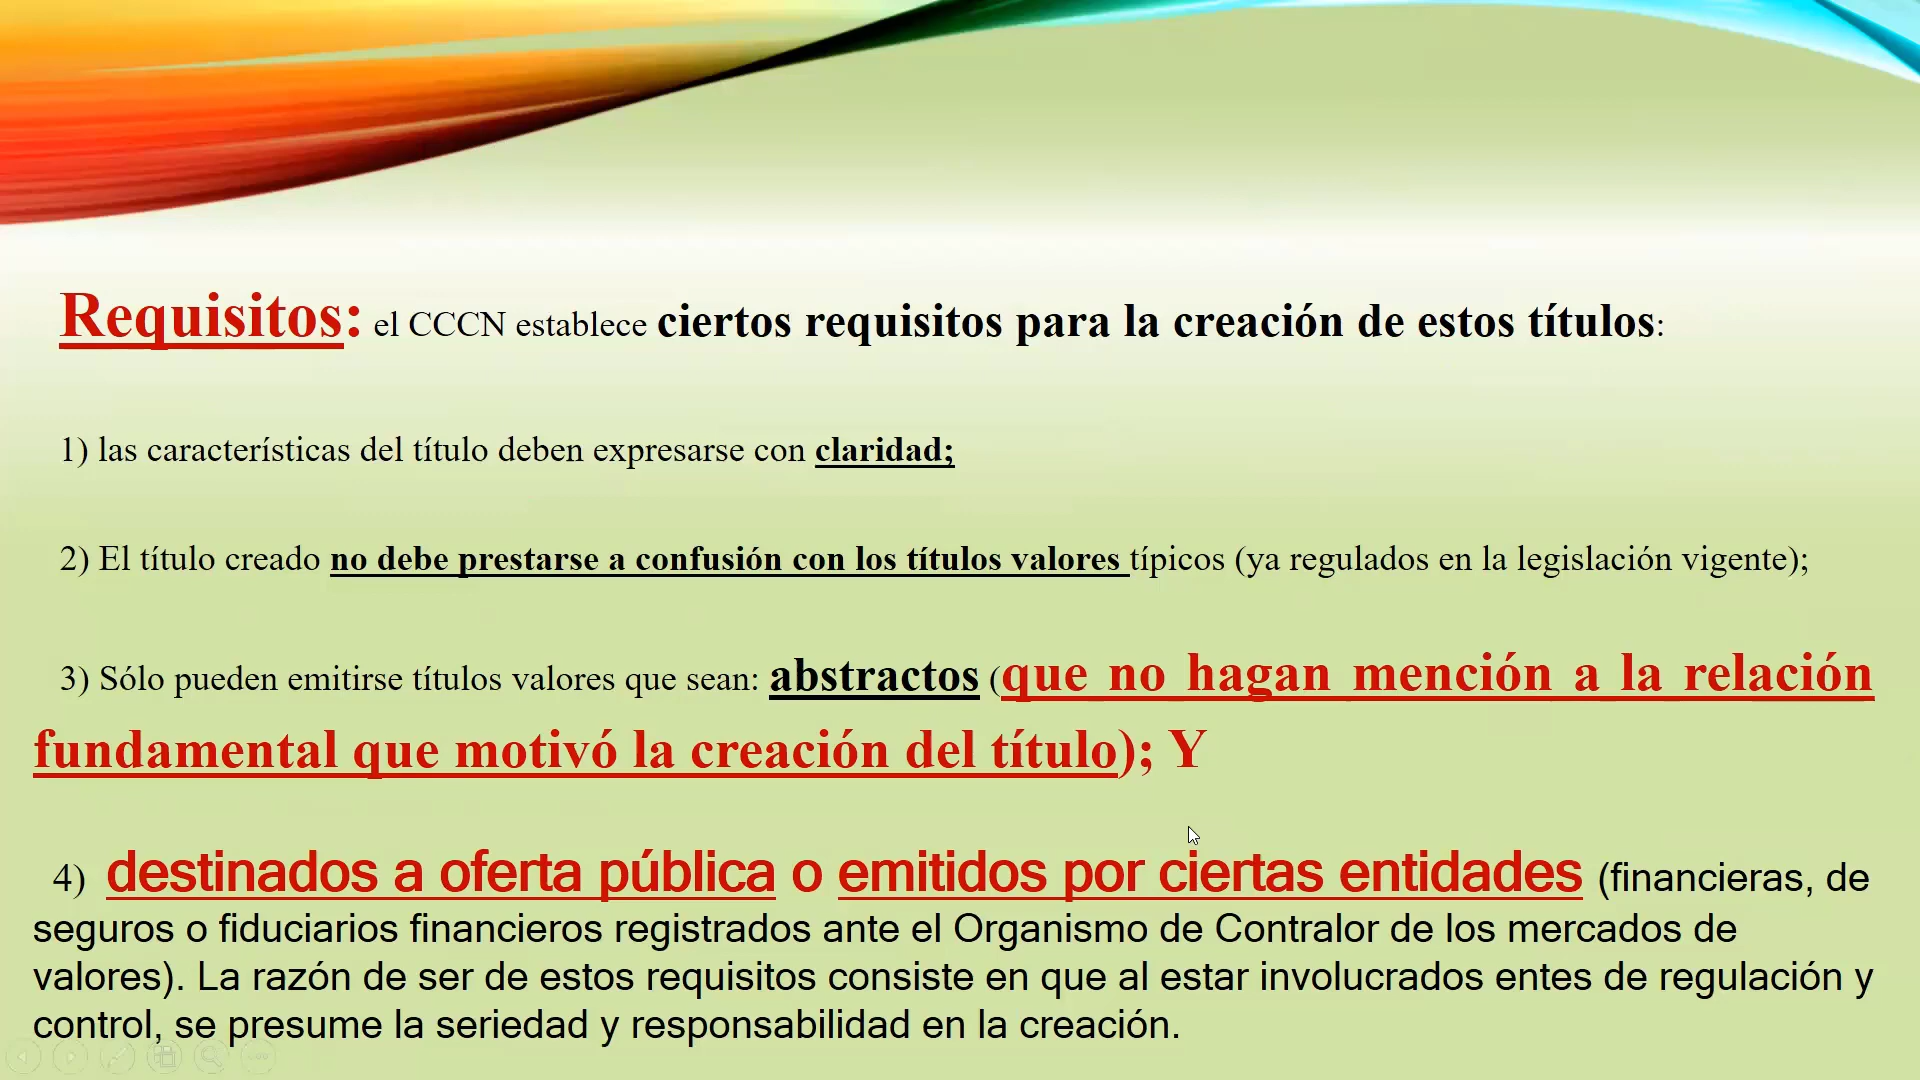 Requisitos: el CCCN establece ciertos requisitos para la creación de estos títulos:
1) las características del título deben expresarse con claridad;
2) El título creado no debe prestarse a confusión con los títulos valores típicos (ya regulados en la legislación vigente);
3) Sólo pueden emitirse títulos valores que sean: abstractos (que no hagan mención a la relación
fundamental que motivó la creación del título); Y
4) destinados a oferta pública o emitidos por ciertas entidades (financieras, de
seguros o fiduciarios financieros registrados ante el Organismo de Contralor de los mercados de
valores). La razón de ser de estos requisitos consiste en que al estar involucrados entes de regulación y
control, se presume la seriedad y responsabilidad en la creación.